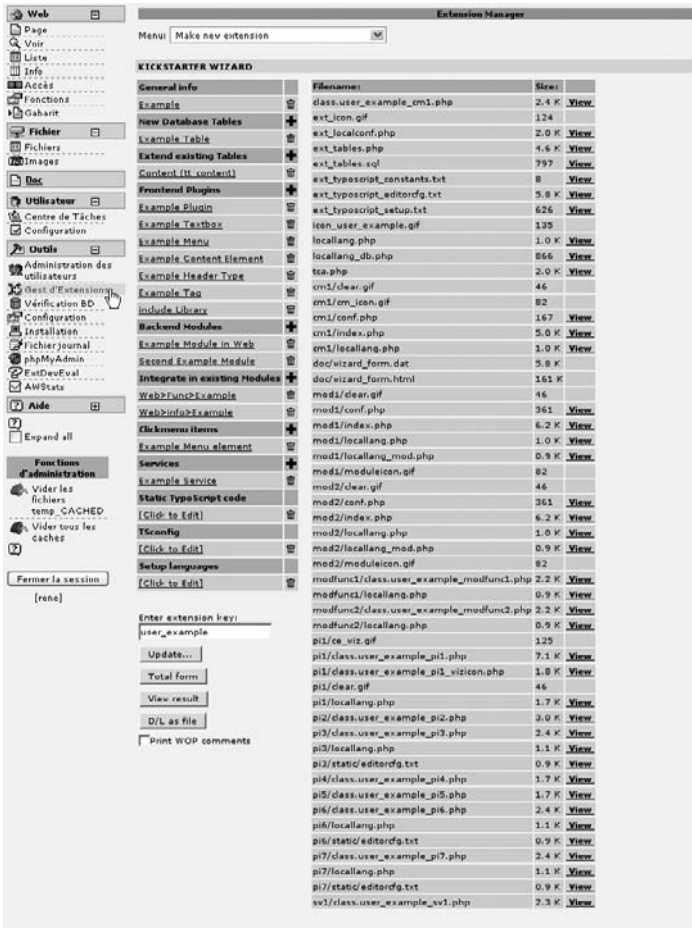 Web
Page
Voir
Liste
Info
Accès
Fonctions
Gabarit
Fichier
Fichiers
Images
Doc
Utilisateur
Centre de Tâches
Configuration
Outils
Administration des
utilisateurs
Gest d'Extensions
Vérification BD
Configuration
Installation
Fichier journal
phpMyAdmin
ExtDevEval
AWStats
Aide
Expand all
Fonctions
d'administration
Vider les
fichiers
temp_CACHED
Vider tous les
caches
Fermer la session
[rene]
Extension Manager
Menu: Make new extension
KICKSTARTER WIZARD
General info
Example
New Database Tables
Example Table
Extend existing Tables
Content (tt_content)
Frontend Plugins
Example Plugin
Example Textbox
Example Menu
Example Content Element
Example Header Type
Example Tag
include Library
Backend Modules
Example Module in Web
Second Example Module
Integrate in existing Modules
Web>Func>Example
Web>info>Example
Clickmenu items
Example Menu element
Services
Example Service
Static TypoScript code
[Click to Edit]
TSconfig
[Click to Edit]
Setup languages
[Click to Edit]
Enter extension key:
user_example
Update...
Total form
View result
D/L as file
Print WOP comments
Filename: Size:
class.user_example_cm1.php 2.4 K View
ext_icon.gif 124
ext_localconf.php 2.0 K View
ext_tables.php 4.6 K View
ext_tables.sql 797 View
ext_typoscript_constants.txt 8 View
ext_typoscript_editorcfg.txt 5.8 K View
ext_typoscript_setup.txt 626 View
icon_user_example.gif 135
locallang.php 1.0 K View
locallang_db.php 866 View
tca.php 2.0 K View
cm1/clear.gif 46
cm1/cm_icon.gif 82
cm1/conf.php 167 View
cm1/index.php 5.0 K View
cm1/locallang.php 1.0 K View
doc/wizard_form.dat 5.8 K
doc/wizard_form.html 161 K
mod1/clear.gif 46
mod1/conf.php 361 View
mod1/index.php 6.2 K View
mod1/locallang.php 1.0 K View
mod1/locallang_mod.php 0.9 K View
mod1/moduleicon.gif 82
mod2/clear.gif 46
mod2/conf.php 361 View
mod2/index.php 6.2 K View
mod2/locallang.php 1.0 K View
mod2/locallang_mod.php 0.9 K View
mod2/moduleicon.gif 82
modfunc1/class.user_example_modfunc1.php 2.2 K View
modfunc1/locallang.php 0.9 K View
modfunc2/class.user_example_modfunc2.php 2.2 K View
modfunc2/locallang.php 0.9 K View
pi1/ce_wiz.gif 125
pi1/class.user_example_pi1.php 7.1 K View
pi1/class.user_example_pi1_wizicon.php 1.8 K View
pi1/clear.gif 46
pi1/locallang.php 1.7 K View
pi2/class.user_example_pi2.php 3.0 K View
pi3/class.user_example_pi3.php 2.4 K View
pi3/locallang.php 1.1 K View
pi3/static/editorcfg.txt 0.9 K View
pi4/class.user_example_pi4.php 1.7 K View
pi5/class.user_example_pi5.php 1.7 K View
pi6/class.user_example_pi6.php 2.4 K View
pi6/locallang.php 1.1 K View
pi6/static/editorcfg.txt 0.9 K View
pi7/class.user_example_pi7.php 2.4 K View
pi7/locallang.php 1.1 K View
pi7/static/editorcfg.txt 0.9 K View
sv1/class.user_example_sv1.php 2.3 K View